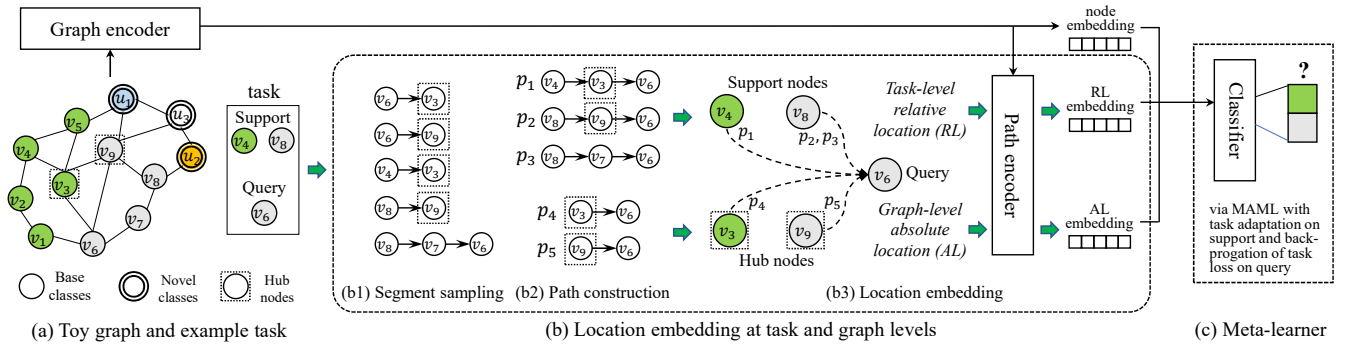 Graph encoder
u₁
u₃
v₅
v₄
v₉
u₂
v₃
v₈
v₂
v₇
v₁
v₆
Base
classes
Novel
classes
Hub
nodes
(a) Toy graph and example task
task
Support
v₄ v₈
Query
v₆
v₆ v₃
v₆ v₉
v₄ v₃
v₈ v₉
v₈ v₇ v₆
(b1) Segment sampling
p₁ v₄ v₃ v₆
p₂ v₈ v₉ v₆
p₃ v₈ v₇ v₆
p₄ v₃ v₆
p₅ v₉ v₆
(b2) Path construction
Support nodes
v₄ v₈
p₁ p₂, p₃
v₆ Query
p₄ p₅
v₃ v₉
Hub nodes
Task-level
relative
location (RL)
Graph-level
absolute
location (AL)
(b3) Location embedding
Path encoder
node
embedding
RL
embedding
AL
embedding
(b) Location embedding at task and graph levels
?
Classifier
via MAML with
task adaptation on
support and back-
progation of task
loss on query
(c) Meta-learner